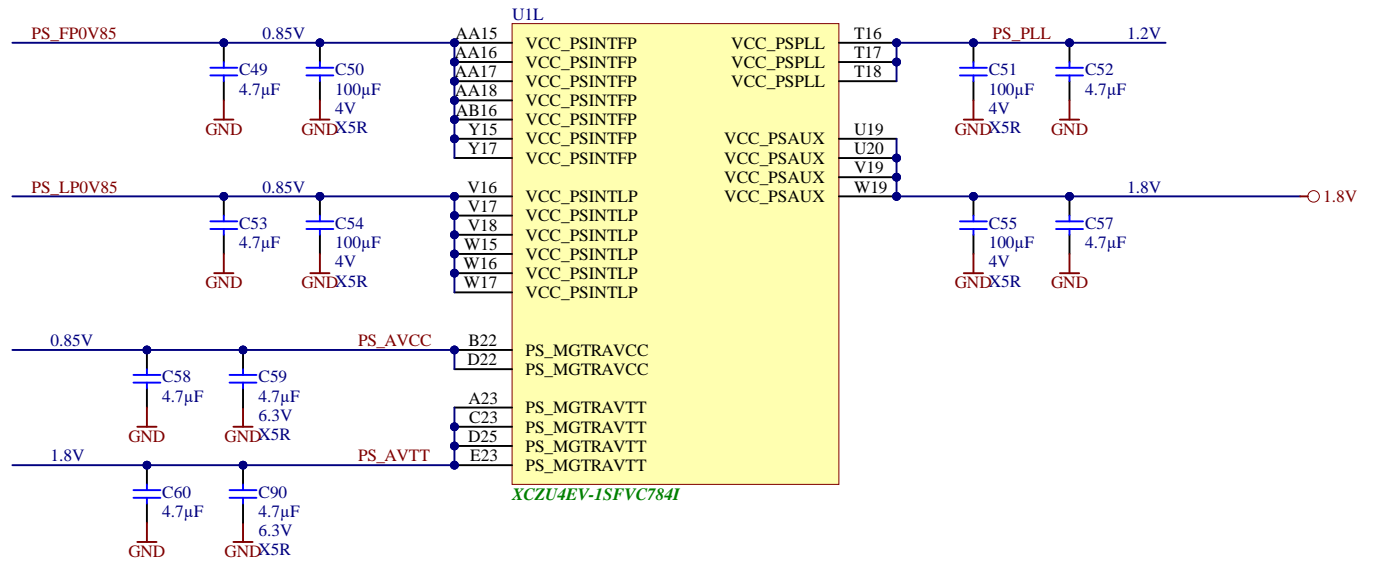 U1L
PS_FP0V85
0.85V
C49
4.7µF
GND
C50
100µF
4V
X5R
GND
AA15 VCC_PSINTFP
AA16 VCC_PSINTFP
AA17 VCC_PSINTFP
AA18 VCC_PSINTFP
AB16 VCC_PSINTFP
Y15 VCC_PSINTFP
Y17 VCC_PSINTFP
VCC_PSPLL T16
VCC_PSPLL T17
VCC_PSPLL T18
PS_PLL
1.2V
C51
100µF
4V
X5R
GND
C52
4.7µF
GND
VCC_PSAUX U19
VCC_PSAUX U20
VCC_PSAUX V19
VCC_PSAUX W19
1.8V
1.8V
C55
100µF
4V
X5R
GND
C57
4.7µF
GND
PS_LP0V85
0.85V
C53
4.7µF
GND
C54
100µF
4V
X5R
GND
V16 VCC_PSINTLP
V17 VCC_PSINTLP
V18 VCC_PSINTLP
W15 VCC_PSINTLP
W16 VCC_PSINTLP
W17 VCC_PSINTLP
0.85V
PS_AVCC
C58
4.7µF
GND
C59
4.7µF
6.3V
X5R
GND
B22 PS_MGTRAVCC
D22 PS_MGTRAVCC
A23 PS_MGTRAVTT
C23 PS_MGTRAVTT
D25 PS_MGTRAVTT
E23 PS_MGTRAVTT
1.8V
PS_AVTT
C60
4.7µF
GND
C90
4.7µF
6.3V
X5R
GND
XCZU4EV-1SFVC784I